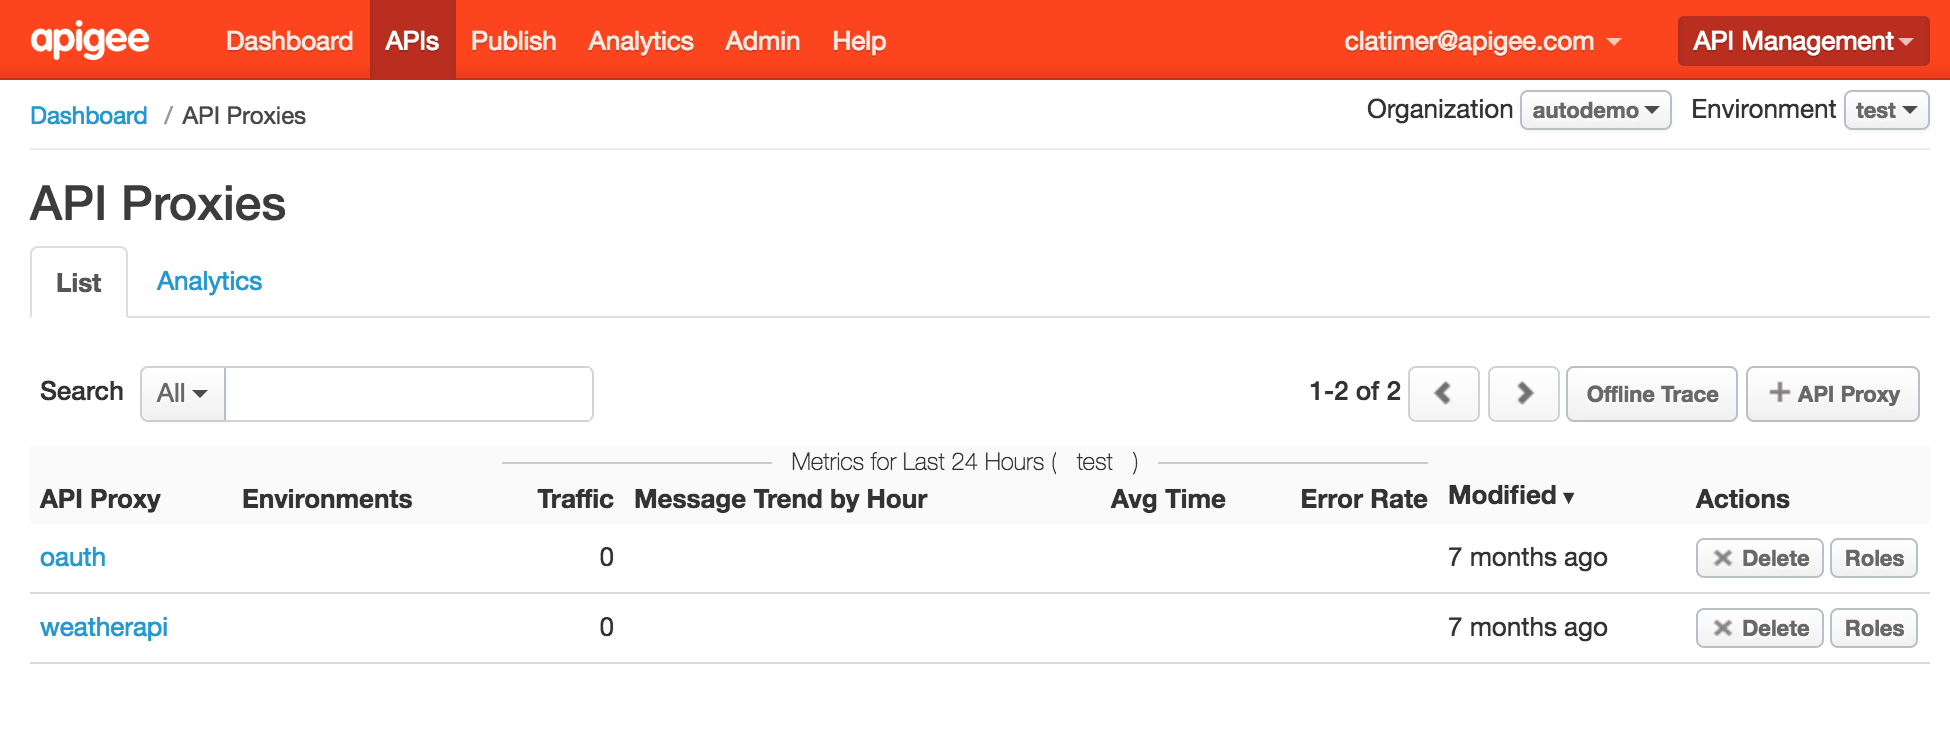 apigee Dashboard APIs Publish Analytics Admin Help clatimer@apigee.com API Management
Dashboard / API Proxies Organization autodemo Environment test
API Proxies
List Analytics
Search All 1-2 of 2 Offline Trace + API Proxy
Metrics for Last 24 Hours ( test )
API Proxy Environments Traffic Message Trend by Hour Avg Time Error Rate Modified Actions
oauth 0 7 months ago Delete Roles
weatherapi 0 7 months ago Delete Roles